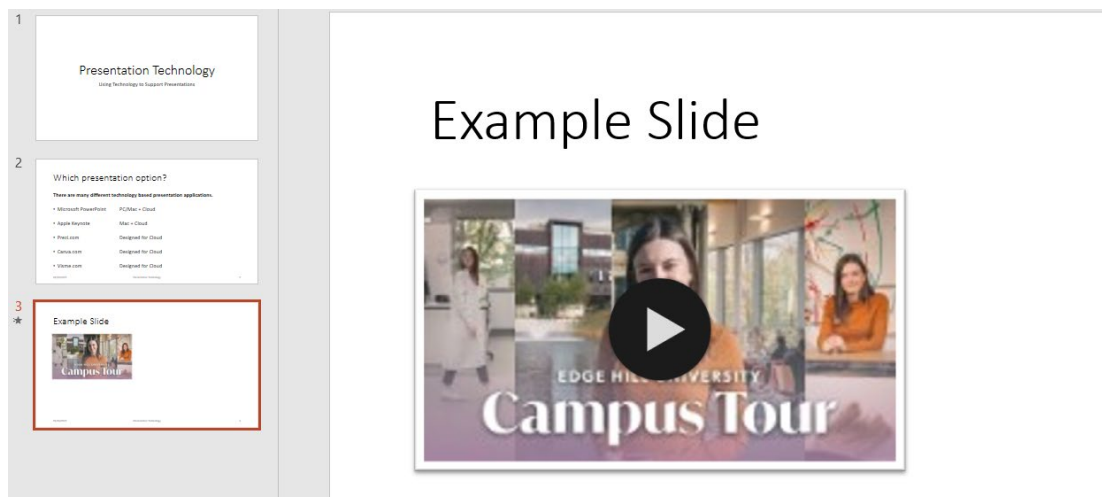 1
Presentation Technology
Using Technology to Support Presentations
2
Which presentation option?
There are many different technology based presentation applications.
• Microsoft PowerPoint PC/Mac + Cloud
• Apple Keynote Mac + Cloud
• Prezi.com Designed for Cloud
• Canva.com Designed for Cloud
• Visme.com Designed for Cloud
3
Example Slide
Campus Tour
Example Slide
EDGE HILL UNIVERSITY
Campus Tour